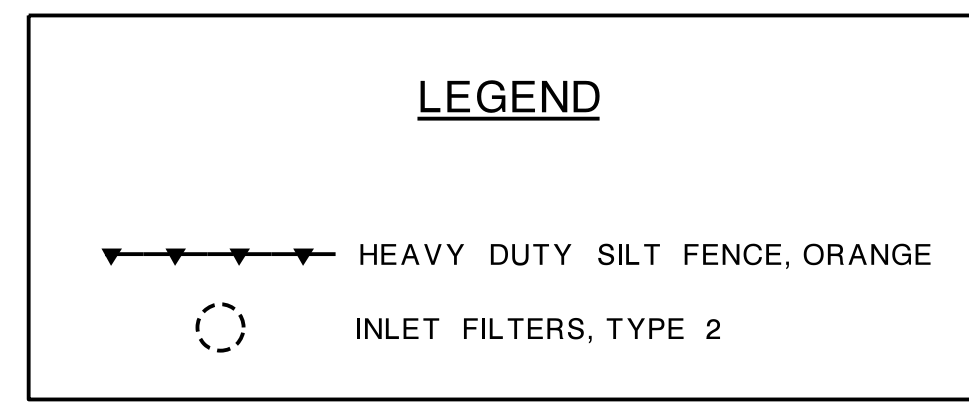 LEGEND
HEAVY DUTY SILT FENCE, ORANGE
INLET FILTERS, TYPE 2